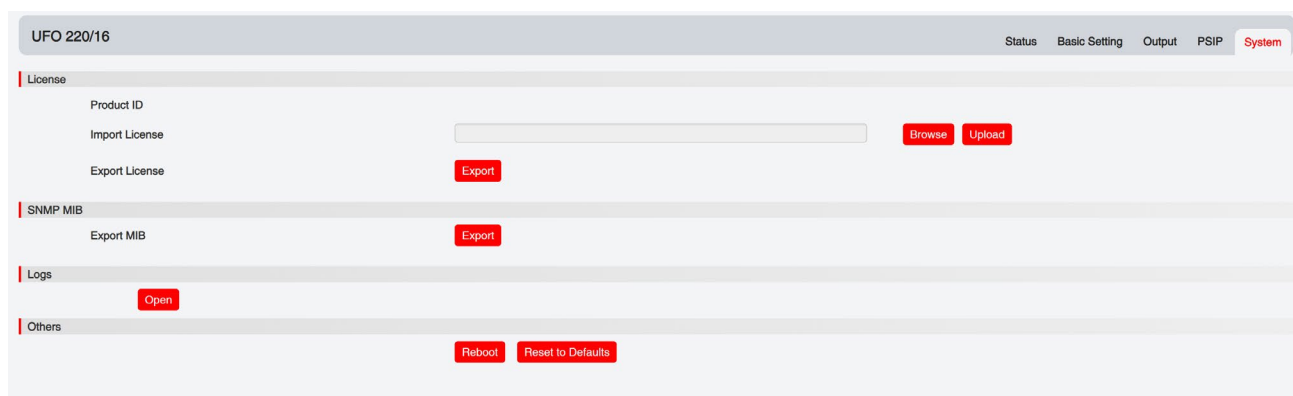 UFO 220/16
Status Basic Setting Output PSIP System
License
Product ID
Import License Browse Upload
Export License Export
SNMP MIB
Export MIB Export
Logs
Open
Others
Reboot Reset to Defaults